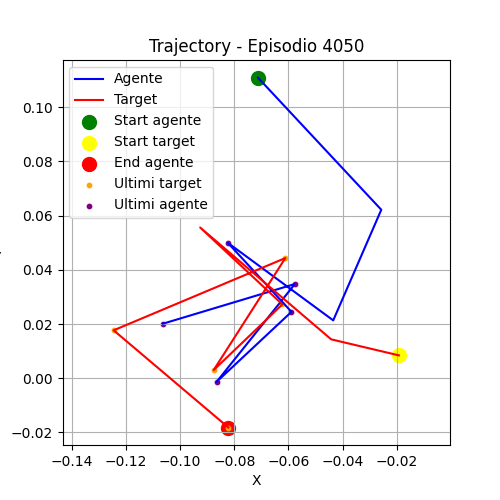 Trajectory - Episodio 4050
Agente
Target
Start agente
Start target
End agente
Ultimi target
Ultimi agente
0.10
0.08
0.06
0.04
0.02
0.00
−0.02
−0.14
−0.12
−0.10
−0.08
−0.06
−0.04
−0.02
X